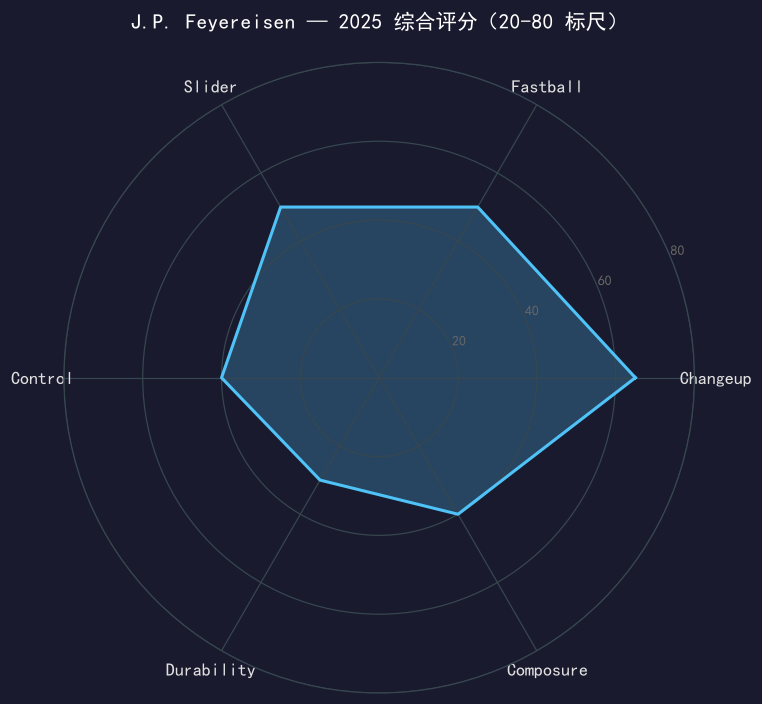 J.P. Feyereisen — 2025 综合评分（20-80 标尺）
Slider
Fastball
80
60
40
20
Control
Changeup
Durability
Composure